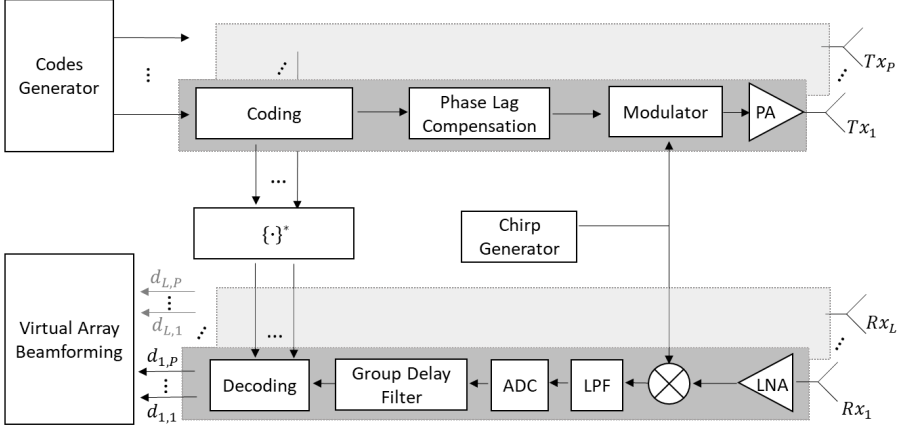 Codes
Generator
Coding
Phase Lag
Compensation
Modulator
PA
Tx_P
Tx_1
{·}*
Chirp
Generator
Virtual Array
Beamforming
d_{L,P}
d_{L,1}
d_{1,P}
d_{1,1}
Decoding
Group Delay
Filter
ADC
LPF
LNA
Rx_L
Rx_1